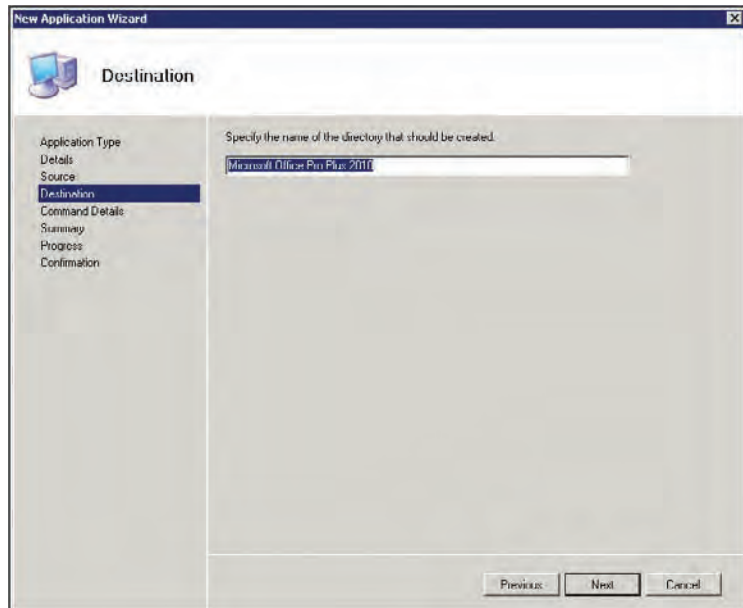 New Application Wizard
Destination
Application Type
Details
Source
Destination
Command Details
Summary
Progress
Confirmation
Specify the name of the directory that should be created.
Microsoft Office Pro Plus 2010
Previous
Next
Cancel